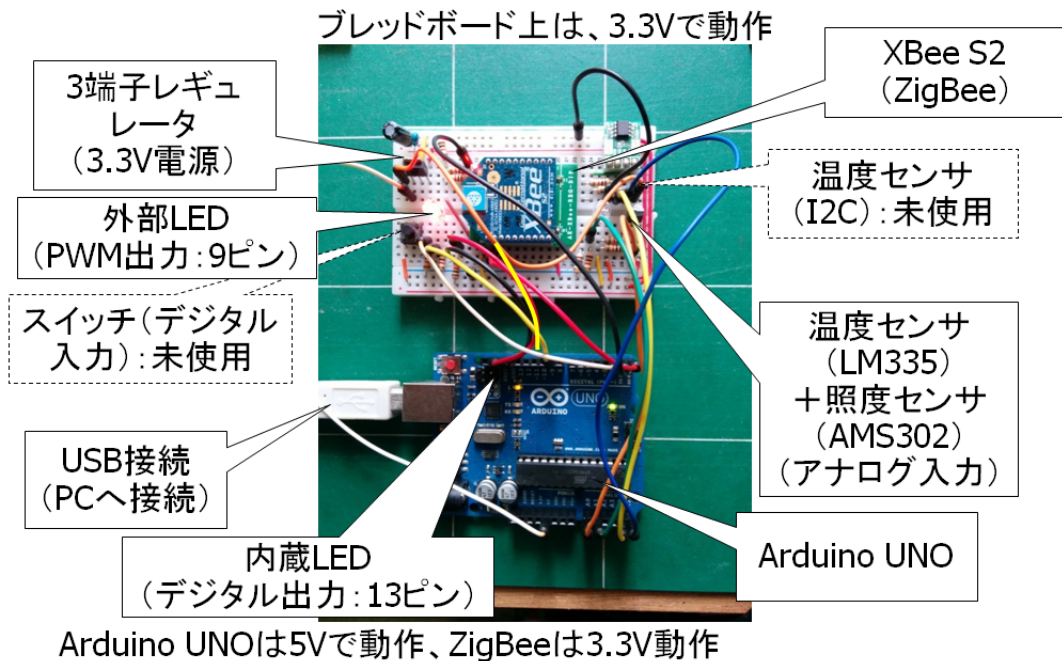 ブレッドボード上は、3.3Vで動作
3端子レギュ
レータ
(3.3V電源)
XBee S2
(ZigBee)
外部LED
(PWM出力:9ピン)
温度センサ
(I2C):未使用
スイッチ(デジタル
入力):未使用
温度センサ
(LM335)
+照度センサ
(AMS302)
(アナログ入力)
USB接続
(PCへ接続)
内蔵LED
(デジタル出力:13ピン)
Arduino UNO
XBee
UNO
ARDUINO
Arduino UNOは5Vで動作、ZigBeeは3.3V動作